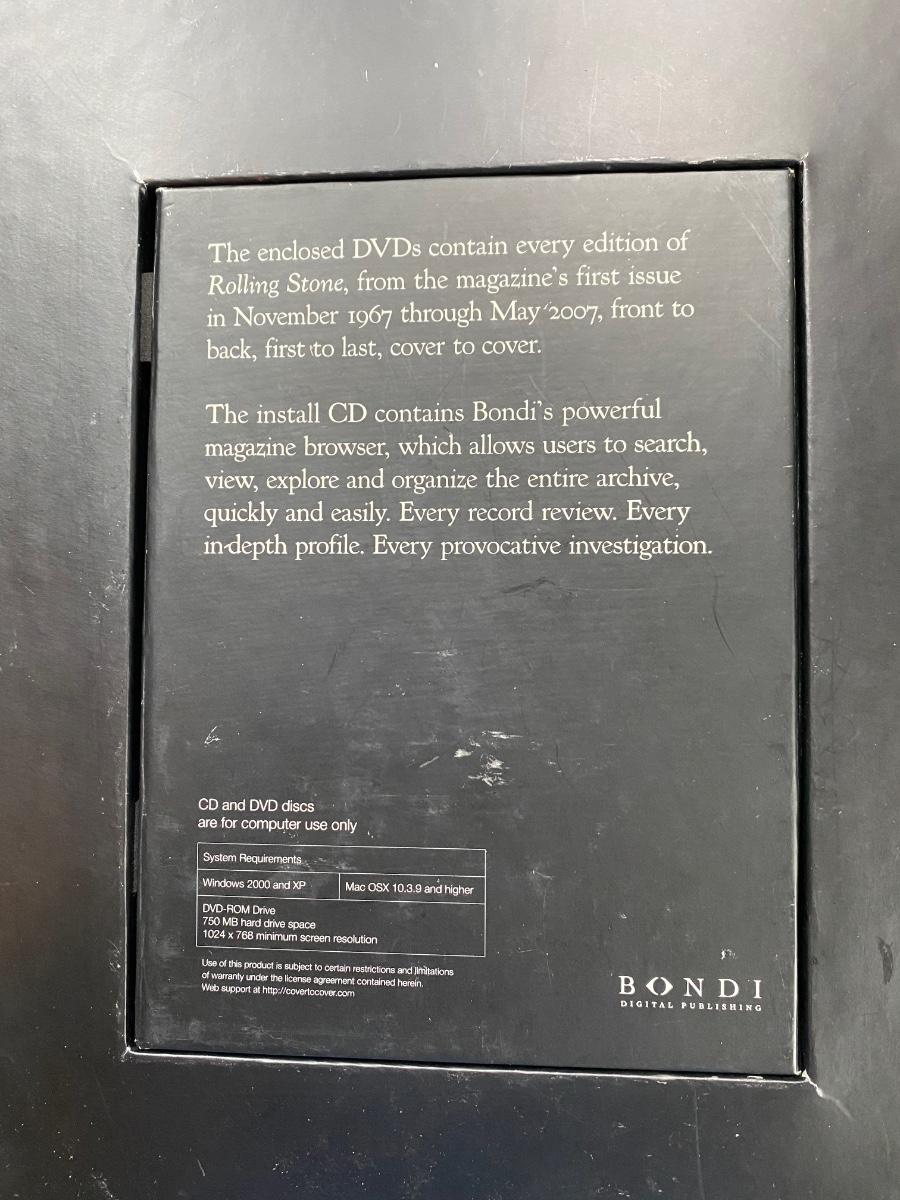 The enclosed DVDs contain every edition of
Rolling Stone, from the magazine's first issue
in November 1967 through May 2007, front to
back, first to last, cover to cover.
The install CD contains Bondi's powerful
magazine browser, which allows users to search,
view, explore and organize the entire archive,
quickly and easily. Every record review. Every
in-depth profile. Every provocative investigation.
CD and DVD discs
are for computer use only
System Requirements
Windows 2000 and XP
Mac OSX 10.3.9 and higher
DVD-ROM Drive
750 MB hard drive space
1024 x 768 minimum screen resolution
Use of this product is subject to certain restrictions and limitations
of warranty under the license agreement contained herein.
Web support at http://covertocover.com
BONDI
DIGITAL PUBLISHING